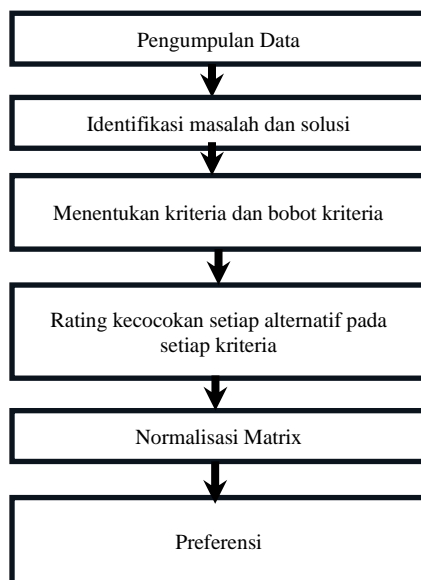 Pengumpulan Data
Identifikasi masalah dan solusi
Menentukan kriteria dan bobot kriteria
Rating kecocokan setiap alternatif pada
setiap kriteria
Normalisasi Matrix
Preferensi